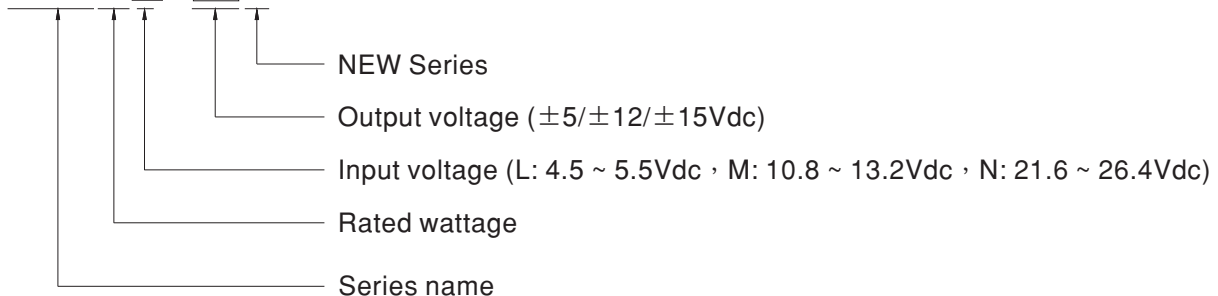 NEW Series
Output voltage (±5/±12/±15Vdc)
Input voltage (L: 4.5 ~ 5.5Vdc，M: 10.8 ~ 13.2Vdc，N: 21.6 ~ 26.4Vdc)
Rated wattage
Series name